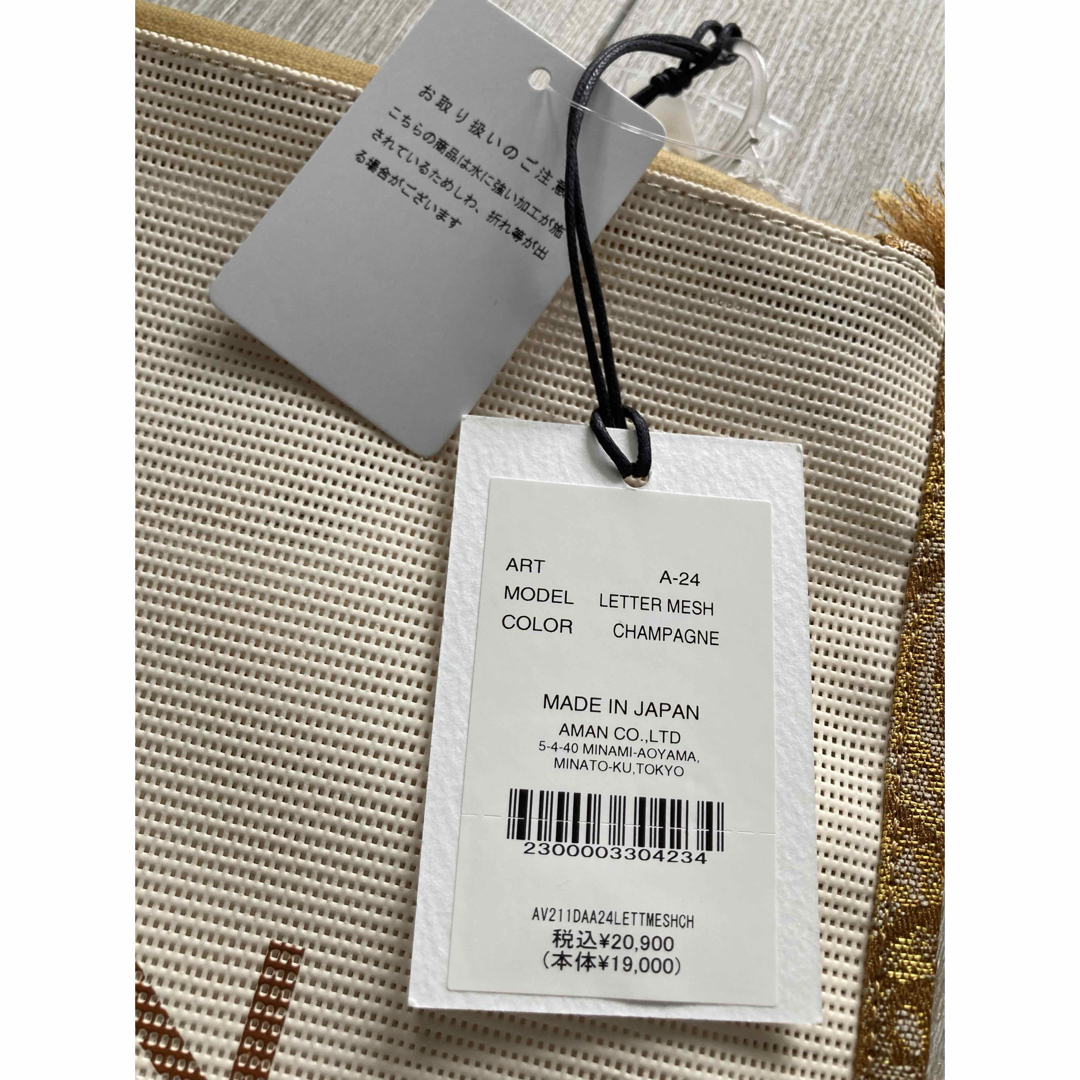 お取り扱いのご注意
こちらの商品は水に強い加工が施
されているためしわ、折れ等が出
る場合がございます
ART A-24
MODEL LETTER MESH
COLOR CHAMPAGNE
MADE IN JAPAN
AMAN CO.,LTD
5-4-40 MINAMI-AOYAMA,
MINATO-KU,TOKYO
2300003304234
AV211DAA24LETTMESHCH
税込¥20,900
(本体¥19,000)